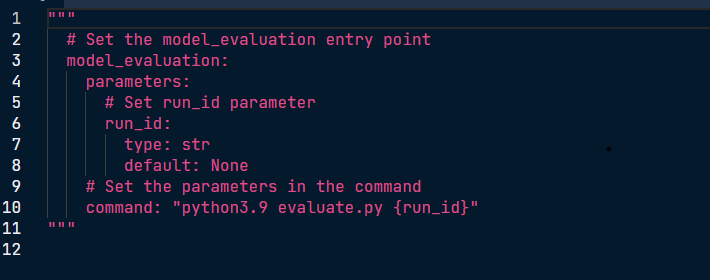 1 """
2   # Set the model_evaluation entry point
3   model_evaluation:
4     parameters:
5       # Set run_id parameter
6       run_id:
7         type: str
8         default: None
9     # Set the parameters in the command
10     command: "python3.9 evaluate.py {run_id}"
11 """
12